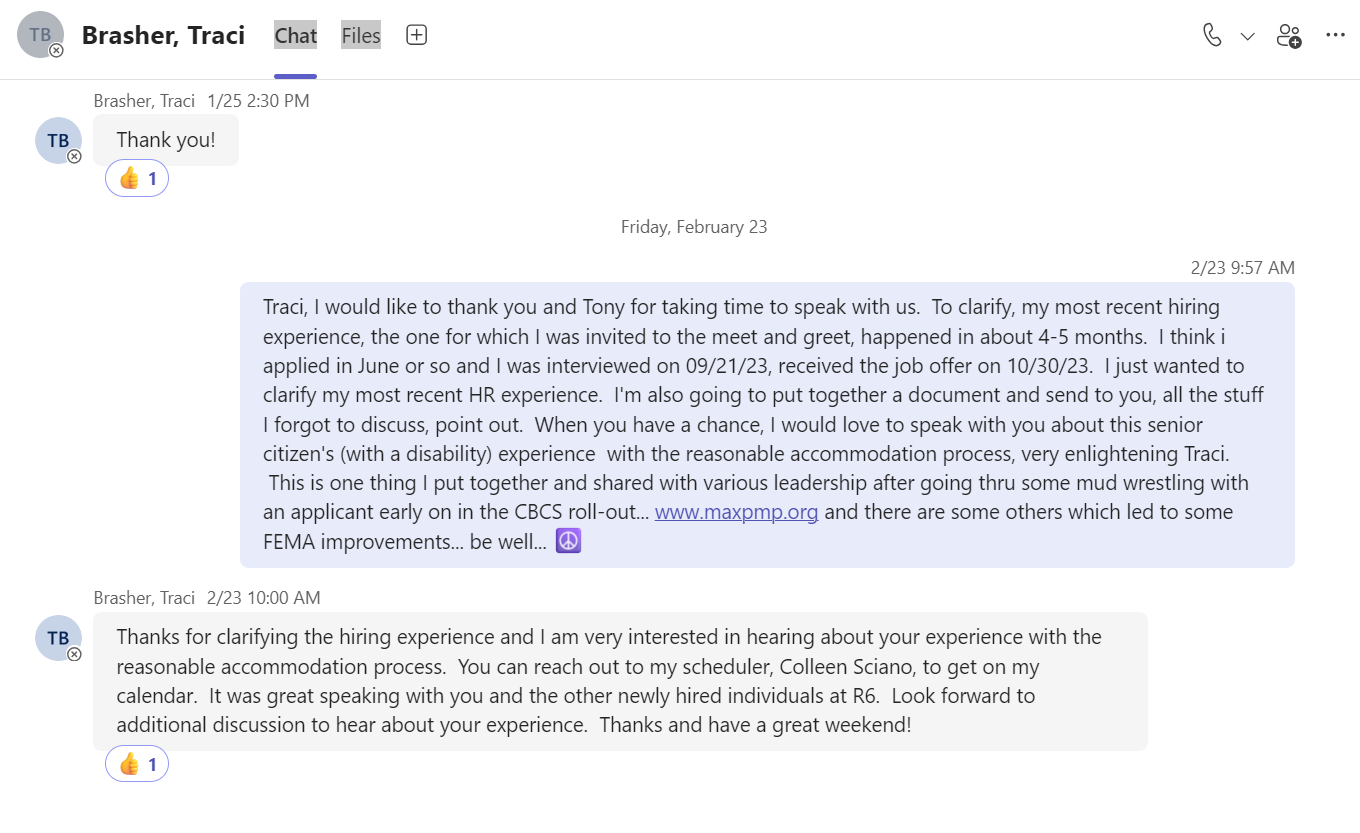 TB Brasher, Traci Chat Files
Brasher, Traci 1/25 2:30 PM
TB
Thank you!
👍 1
Friday, February 23
2/23 9:57 AM
Traci, I would like to thank you and Tony for taking time to speak with us.  To clarify, my most recent hiring
experience, the one for which I was invited to the meet and greet, happened in about 4-5 months.  I think i
applied in June or so and I was interviewed on 09/21/23, received the job offer on 10/30/23.  I just wanted to
clarify my most recent HR experience.  I'm also going to put together a document and send to you, all the stuff
I forgot to discuss, point out.  When you have a chance, I would love to speak with you about this senior
citizen's (with a disability) experience  with the reasonable accommodation process, very enlightening Traci.
This is one thing I put together and shared with various leadership after going thru some mud wrestling with
an applicant early on in the CBCS roll-out... www.maxpmp.org and there are some others which led to some
FEMA improvements... be well... ☮️
Brasher, Traci 2/23 10:00 AM
TB
Thanks for clarifying the hiring experience and I am very interested in hearing about your experience with the
reasonable accommodation process.  You can reach out to my scheduler, Colleen Sciano, to get on my
calendar.  It was great speaking with you and the other newly hired individuals at R6.  Look forward to
additional discussion to hear about your experience.  Thanks and have a great weekend!
👍 1